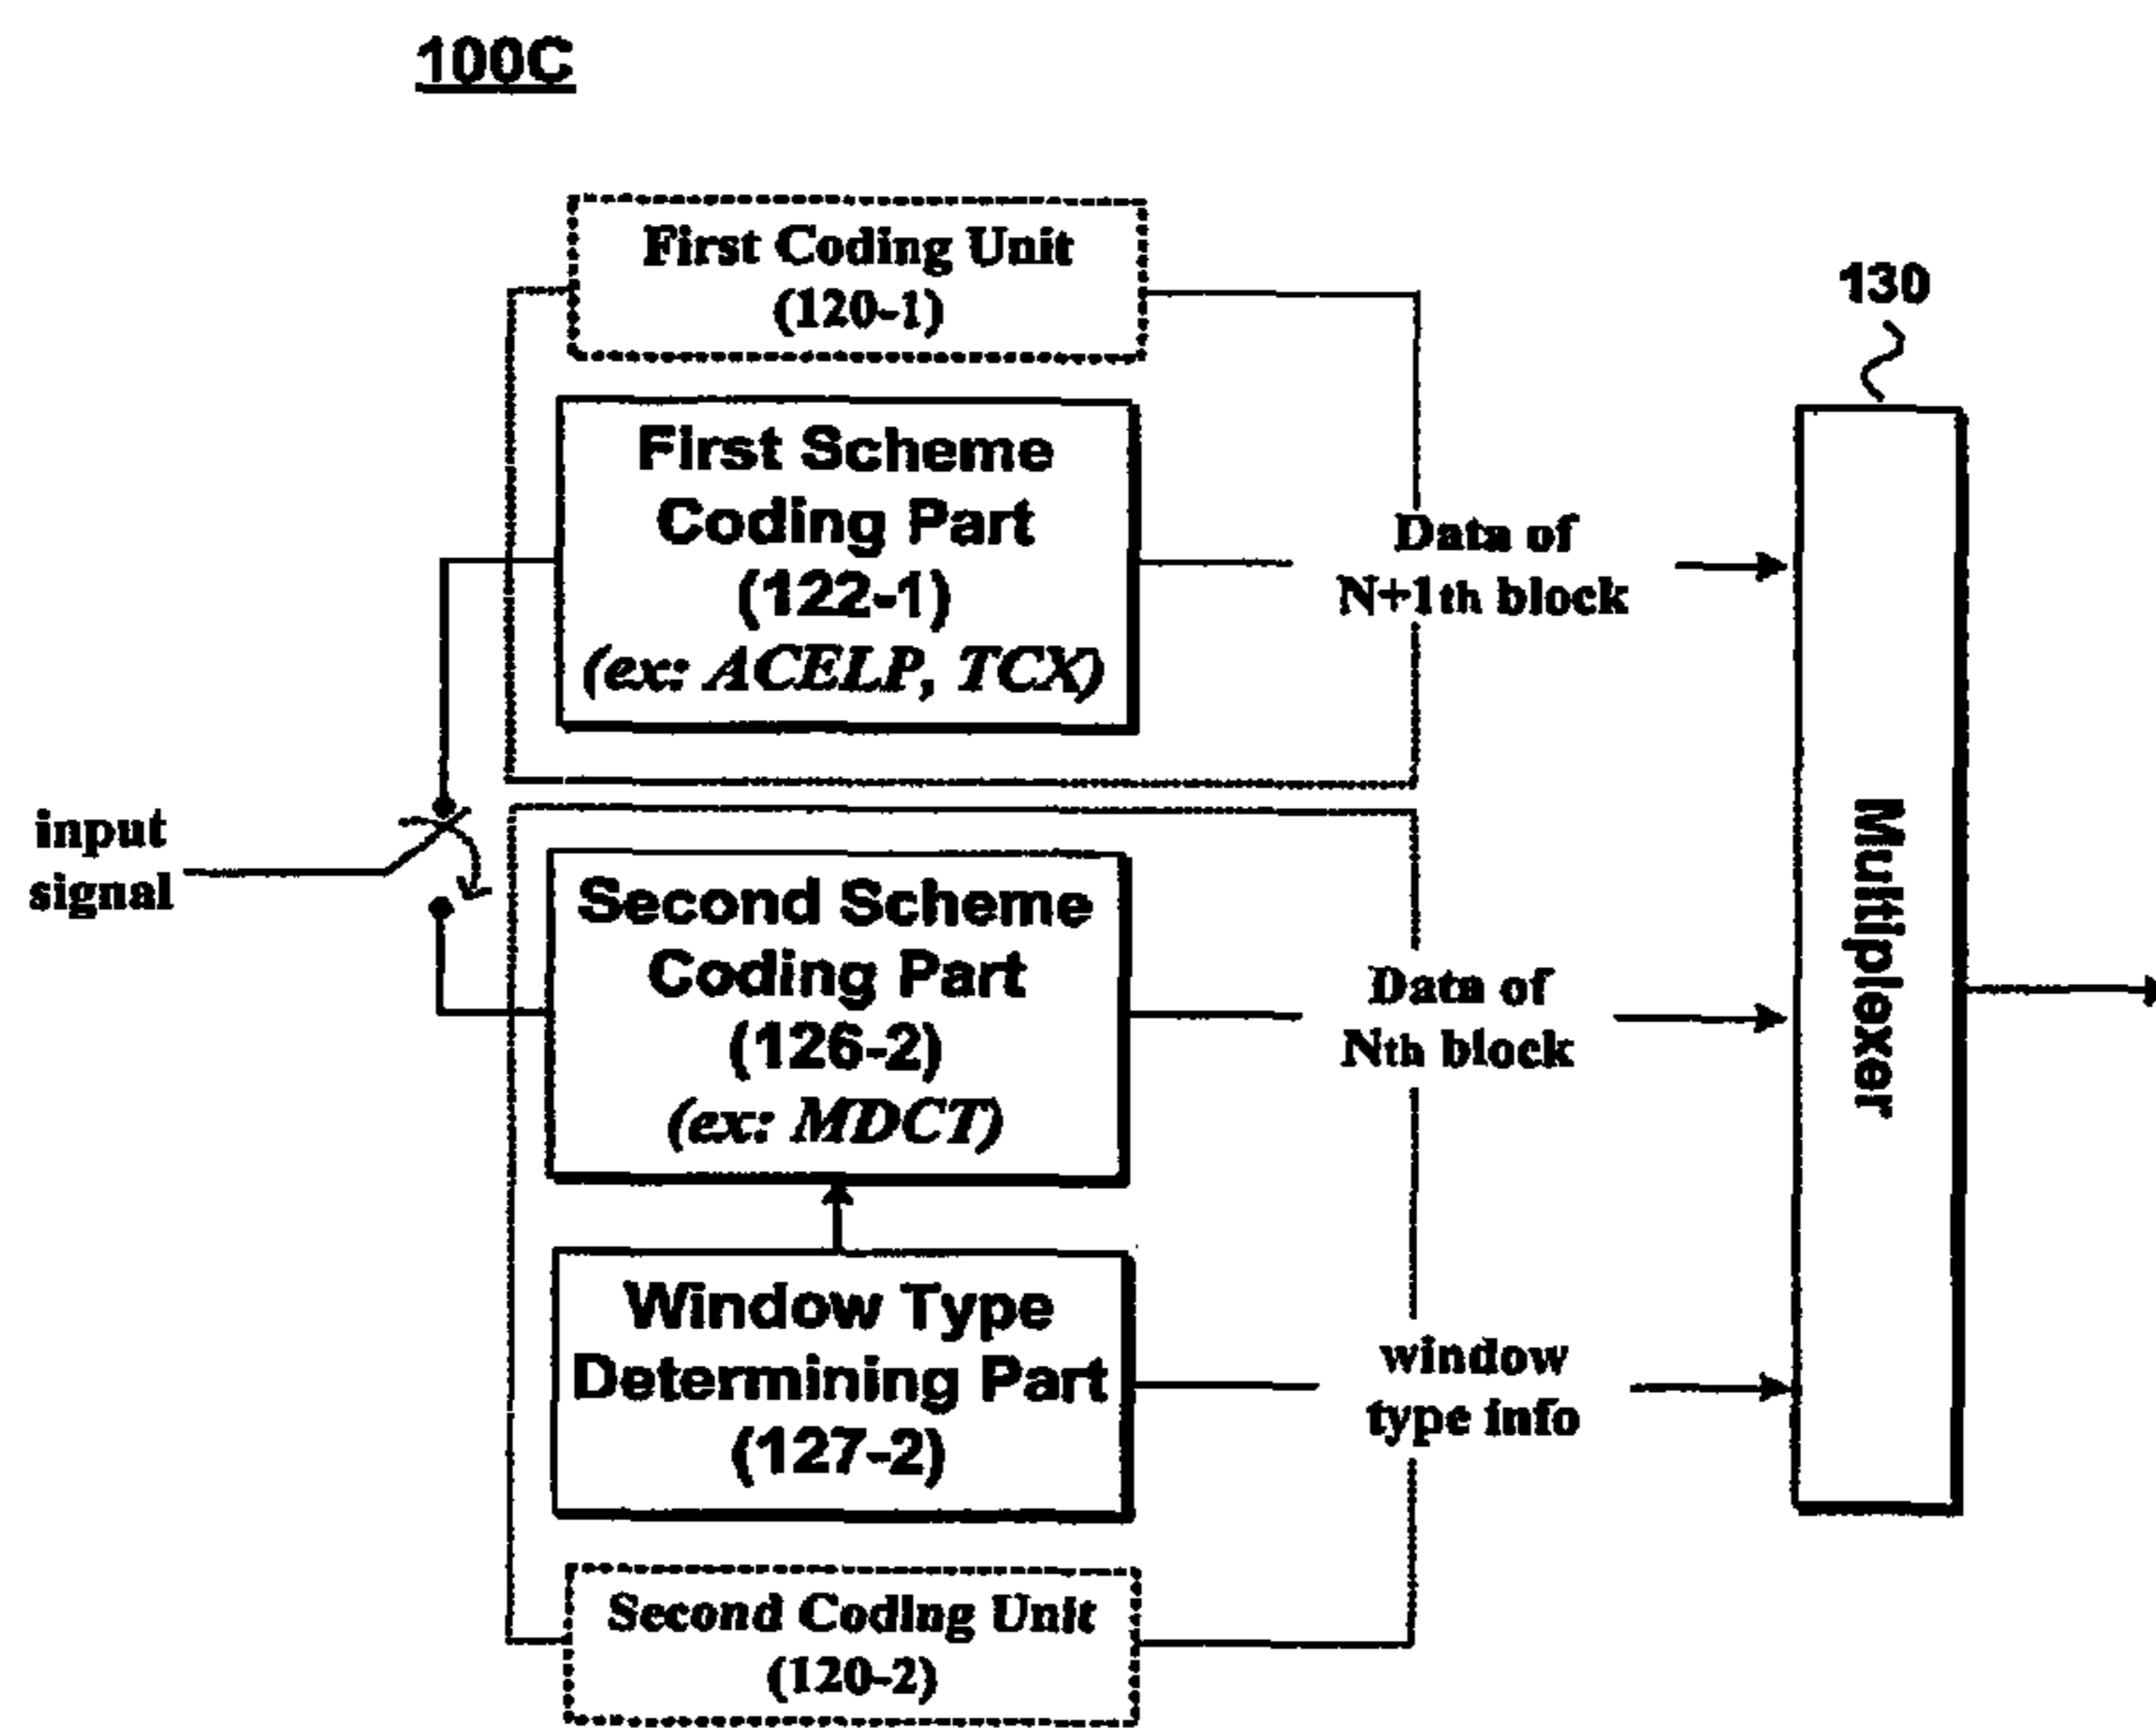 100C
First Coding Unit
(120-1)
130
First Scheme
Coding Part
(122-1)
(ex: ACELP, TCX)
Data of
N+1th block
input
signal
Second Scheme
Coding Part
(126-2)
(ex: MDCT)
Data of
Nth block
Multiplexer
Window Type
Determining Part
(127-2)
window
type info
Second Coding Unit
(120-2)